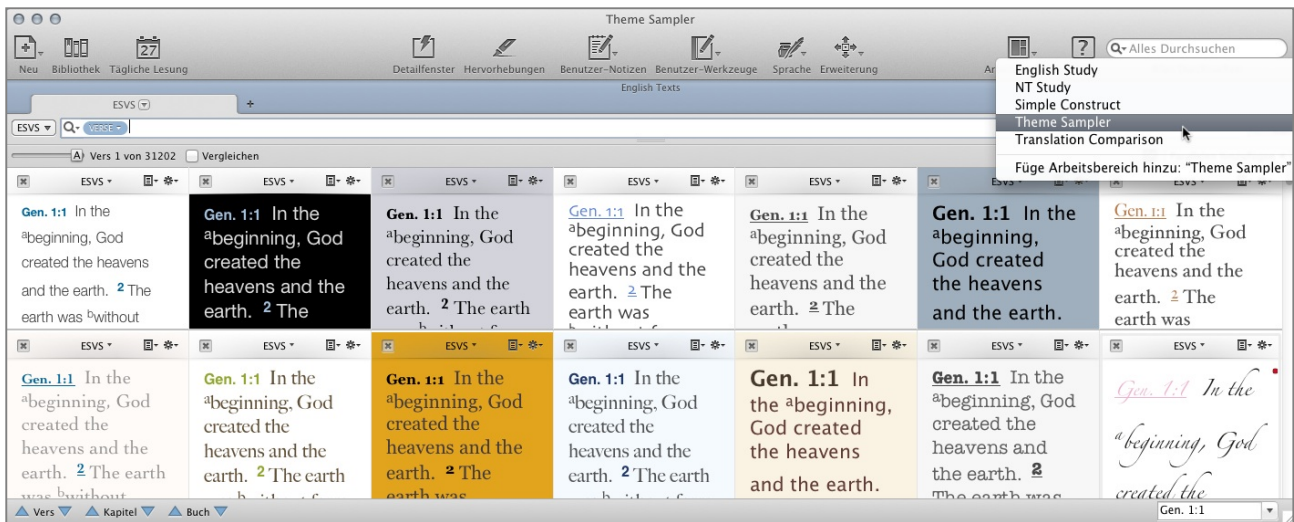 Theme Sampler
Neu Bibliothek Tägliche Lesung Detailfenster Hervorhebungen Benutzer-Notizen Benutzer-Werkzeuge Sprache Erweiterung
27
? Alles Durchsuchen
English Study
NT Study
Simple Construct
Theme Sampler
Translation Comparison
Füge Arbeitsbereich hinzu: "Theme Sampler"
English Texts
ESVS +
ESVS VERSE
A Vers 1 von 31202 Vergleichen
ESVS
Gen. 1:1 In the
ᵃbeginning, God
created the heavens
and the earth. 2 The
earth was ᵇwithout
ESVS
Gen. 1:1 In the
ᵃbeginning, God
created the
heavens and the
earth. 2 The
ESVS
Gen. 1:1 In the
ᵃbeginning, God
created the
heavens and the
earth. 2 The earth
ESVS
Gen. 1:1 In the
ᵃbeginning, God
created the
heavens and the
earth. 2 The
earth was
ESVS
Gen. 1:1 In the
ᵃbeginning, God
created the
heavens and the
earth. 2 The
ESVS
Gen. 1:1 In the
ᵃbeginning,
God created
the heavens
and the earth.
ESVS
Gen. 1:1 In the
ᵃbeginning, God
created the
heavens and the
earth. 2 The
earth was
ESVS
Gen. 1:1 In the
ᵃbeginning, God
created the
heavens and the
earth. 2 The earth
was ᵇwithout
ESVS
Gen. 1:1 In the
ᵃbeginning, God
created the
heavens and the
earth. 2 The earth
ESVS
Gen. 1:1 In the
ᵃbeginning, God
created the
heavens and the
earth. 2 The
earth was
ESVS
Gen. 1:1 In the
ᵃbeginning, God
created the
heavens and the
earth. 2 The earth
ESVS
Gen. 1:1 In
the ᵃbeginning,
God created
the heavens
and the earth.
ESVS
Gen. 1:1 In the
ᵃbeginning, God
created the
heavens and
the earth. 2
The earth was
ESVS
Gen. 1:1 In the
ᵃbeginning, God
created the
Vers Kapitel Buch
Gen. 1:1